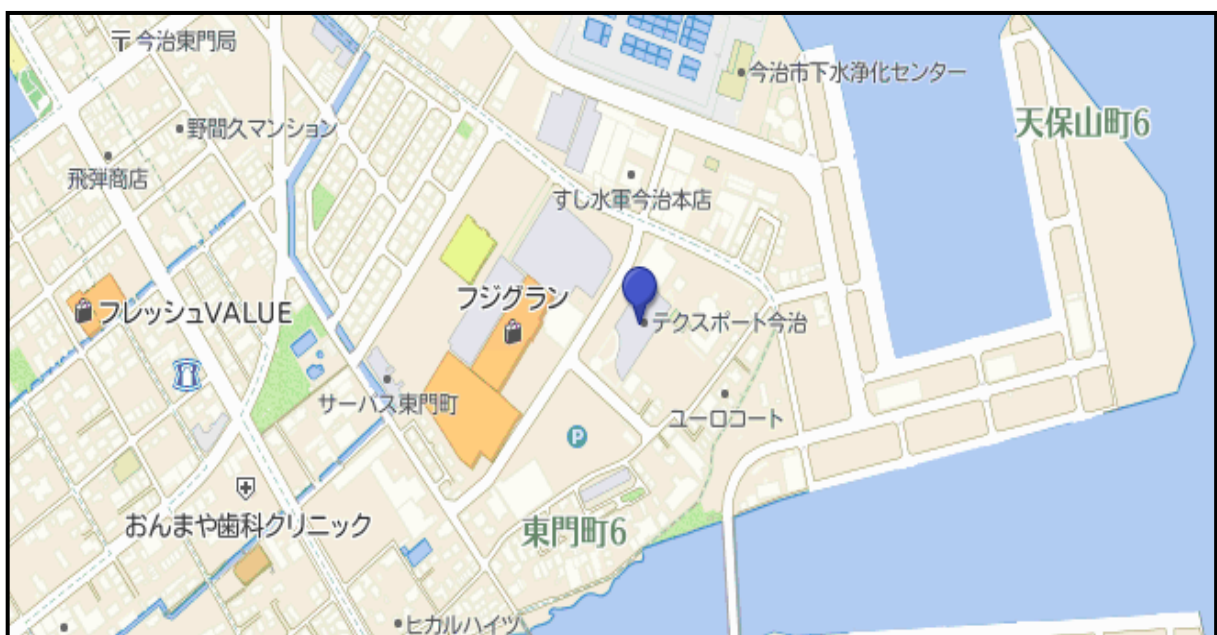 〒今治東門局
今治市下水浄化センター
天保山町6
野間久マンション
飛弾商店
すし水軍今治本店
フジグラン
フレッシュVALUE
テクスポート今治
サーパス東門町
ユーロコート
P
おんまや歯科クリニック
東門町6
ヒカルハイツ